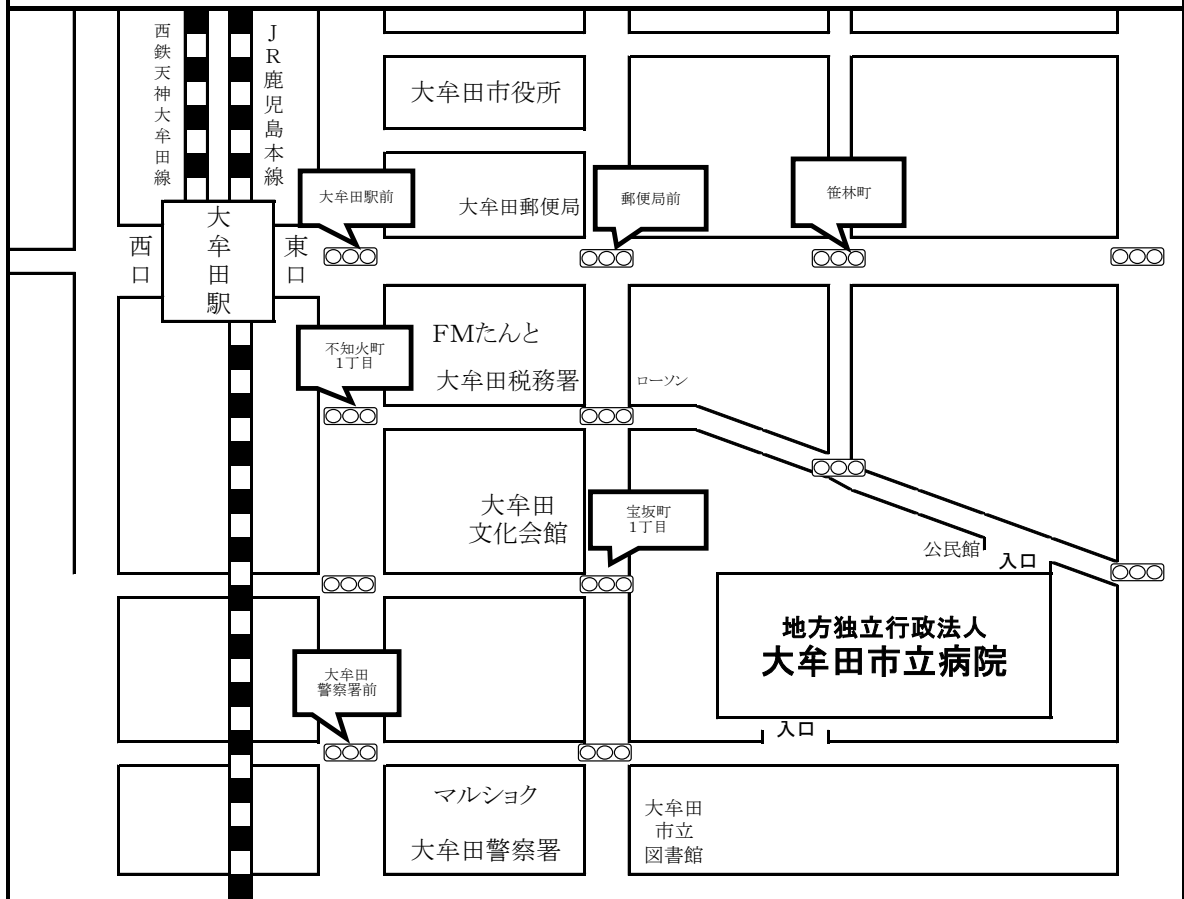 西鉄天神大牟田線
JR鹿児島本線
大牟田市役所
大牟田駅前
大牟田郵便局
郵便局前
笹林町
西口
大牟田駅
東口
不知火町
1丁目
FMたんと
大牟田税務署
ローソン
大牟田
文化会館
宝坂町
1丁目
公民館
入口
地方独立行政法人
大牟田市立病院
大牟田
警察署前
入口
マルショク
大牟田警察署
大牟田
市立
図書館